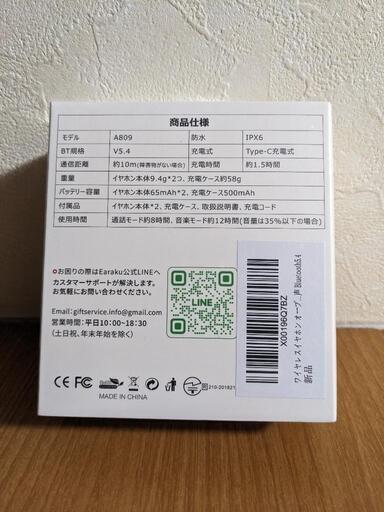 商品仕様
モデル A809 防水 IPX6
BT規格 V5.4 充電式 Type-C充電式
通信距離 約10m(障害物がない場合) 充電時間 約1.5時間
重量 イヤホン本体9.4g*2つ、充電ケース約58g
バッテリー容量 イヤホン本体65mAh*2、充電ケース500mAh
付属品 イヤホン本体*2、充電ケース、取扱説明書、充電コード
使用時間 通話モード約8時間、音楽モード約12時間(音量は35%以下の場合)
○お困りの際はEaraku公式LINEへ
カスタマーサポートがご対応します。
お気軽にお問い合わせください。
Email:
giftservice.info@gmail.com
営業時間:平日10:00~18:30
(土日祝、年末年始を除く)
LINE
CE FC
MADE IN CHINA
X00196Q7BZ
ワイヤレスイヤホン オープ...声 Bluetooth5.4
新品